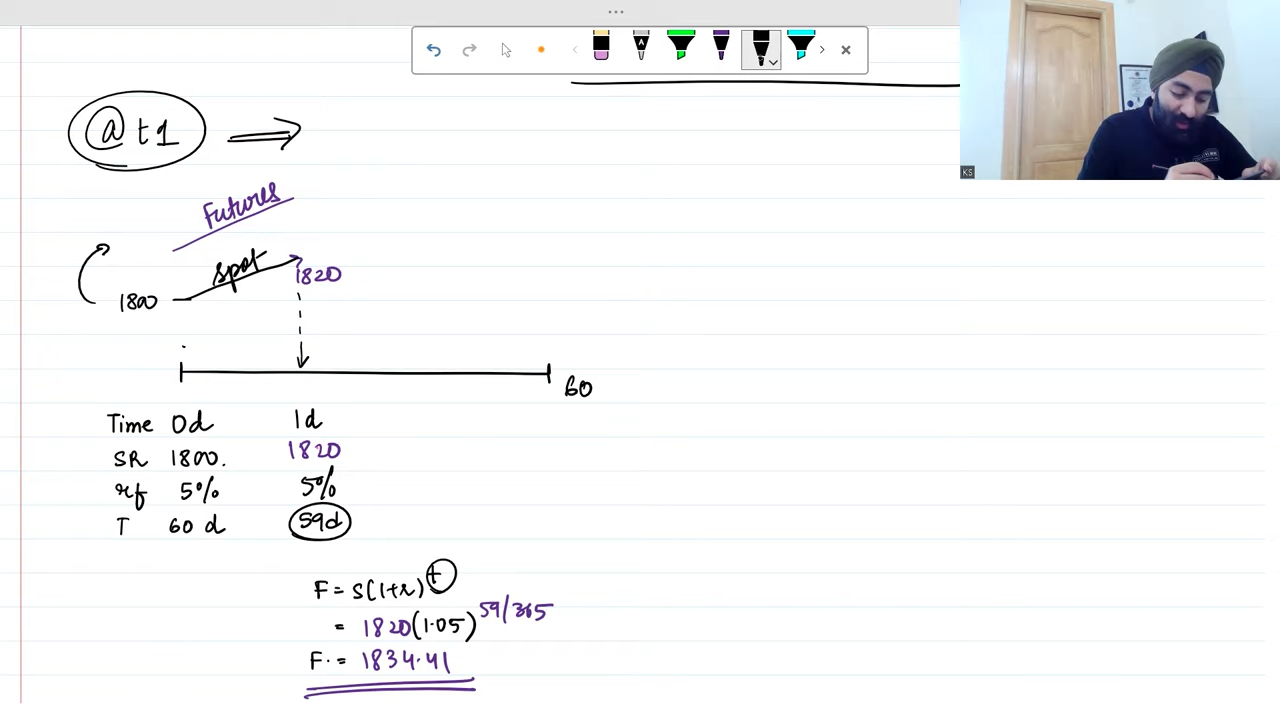 @ t1 ⟹
Futures
spot
1820
1800
60
Time 0d 1d
SR 1800. 1820
rf 5% 5%
T 60 d 59d
F = S(1+r)^t
= 1820(1.05)^59/365
F. = 1834.41
KS